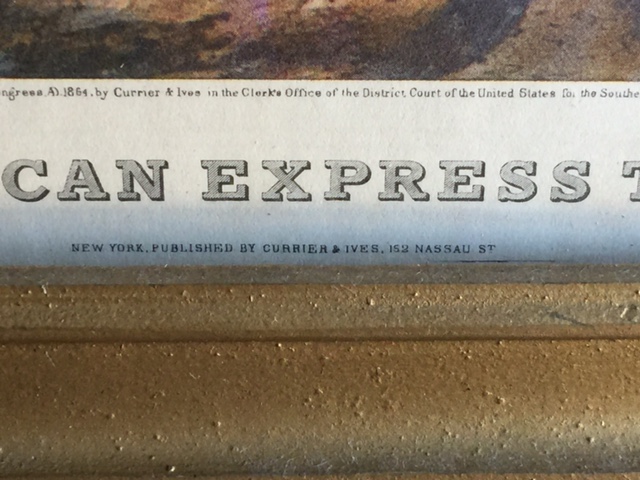 ngress A.D. 1864, by Currier & Ives in the Clerk's Office of the District Court of the United States for the Southe
CAN EXPRESS T
NEW YORK, PUBLISHED BY CURRIER & IVES, 152 NASSAU ST